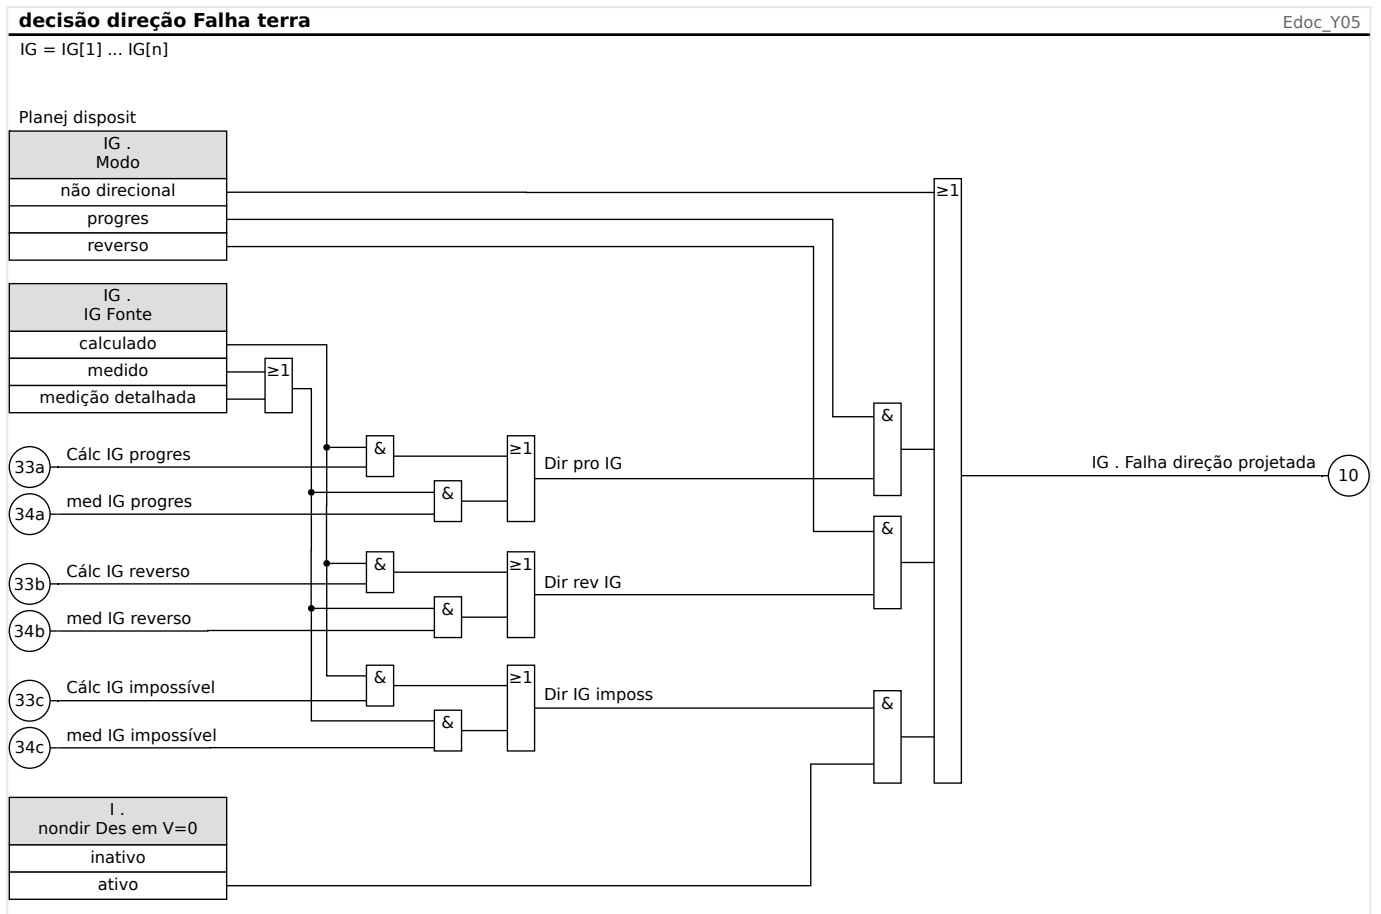 decisão direção Falha terra
Edoc_Y05
IG = IG[1] ... IG[n]
Planej disposit
IG .
Modo
não direcional
progres
reverso
≥1
IG .
IG Fonte
calculado
medido
≥1
medição detalhada
&
33a
Cálc IG progres
&
≥1
Dir pro IG
IG . Falha direção projetada
10
34a
med IG progres
&
&
33b
Cálc IG reverso
&
≥1
Dir rev IG
34b
med IG reverso
&
33c
Cálc IG impossível
&
≥1
Dir IG imposs
&
34c
med IG impossível
&
I .
nondir Des em V=0
inativo
ativo